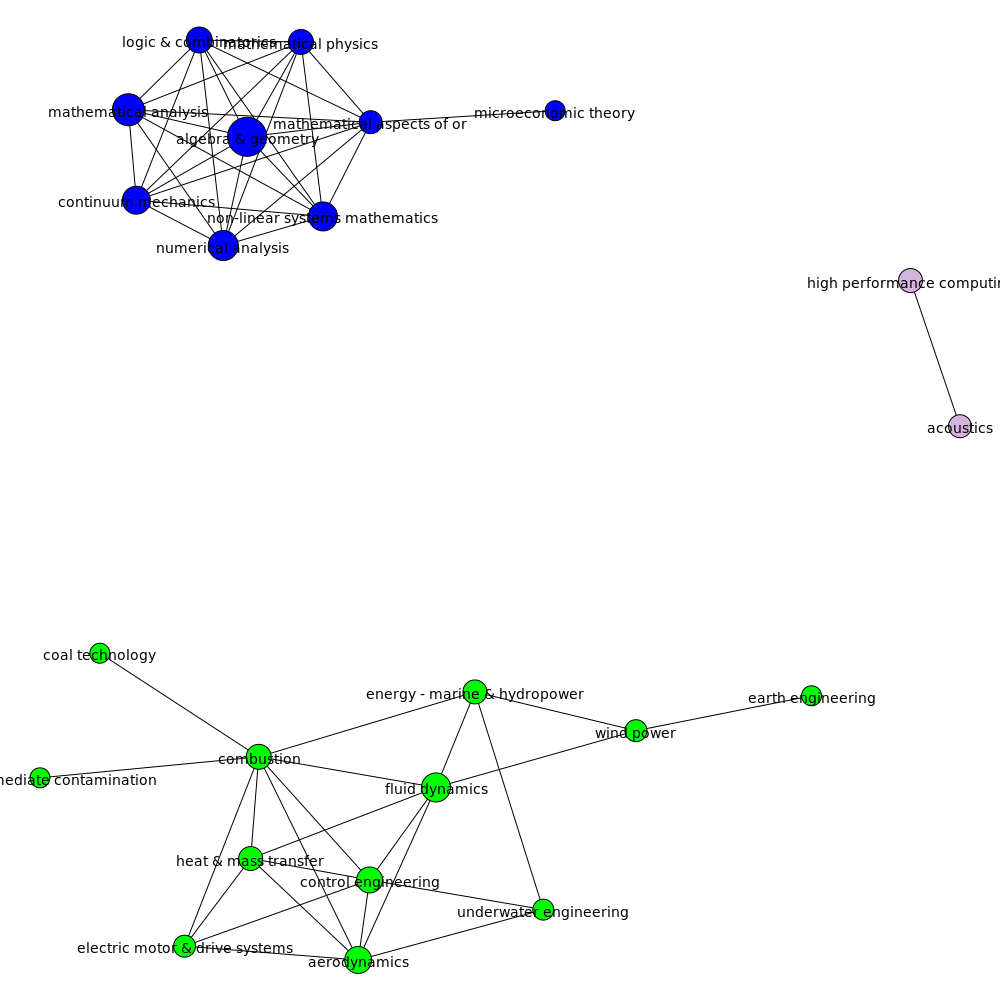 logic & combinatorics
mathematical physics
mathematical analysis
microeconomic theory
mathematical aspects of or
algebra & geometry
continuum mechanics
non-linear systems mathematics
numerical analysis
high performance computin
acoustics
coal technology
energy - marine & hydropower
earth engineering
wind power
combustion
mediate contamination
fluid dynamics
heat & mass transfer
control engineering
underwater engineering
electric motor & drive systems
aerodynamics